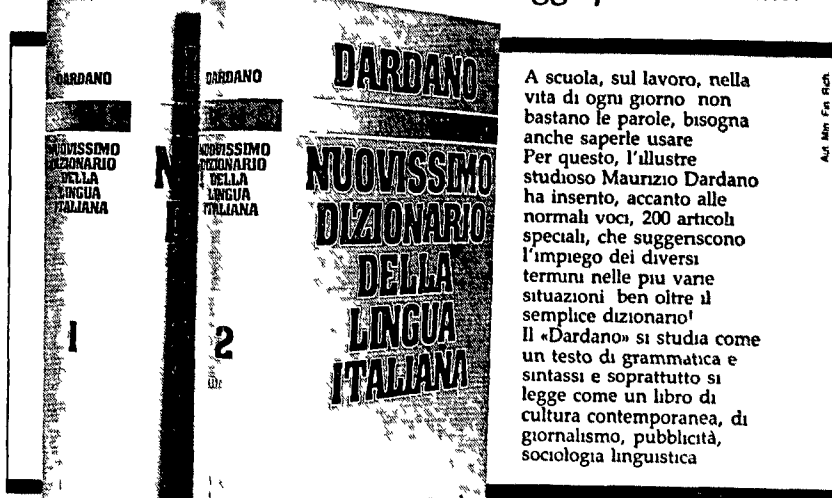 DARDANO
NUOVISSIMO
DIZIONARIO
DELLA
LINGUA
ITALIANA
1
DARDANO
NUOVISSIMO
DIZIONARIO
DELLA
LINGUA
ITALIANA
2
DARDANO
NUOVISSIMO
DIZIONARIO
DELLA
LINGUA
ITALIANA
A scuola, sul lavoro, nella
vita di ogni giorno non
bastano le parole, bisogna
anche saperle usare
Per questo, l'illustre
studioso Maurizio Dardano
ha inserito, accanto alle
normali voci, 200 articoli
speciali, che suggeriscono
l'impiego dei diversi
termini nelle piu varie
situazioni ben oltre il
semplice dizionario!
Il «Dardano» si studia come
un testo di grammatica e
sintassi e soprattutto si
legge come un libro di
cultura contemporanea, di
giornalismo, pubblicità,
sociologia linguistica
Aut Min Fin Rich